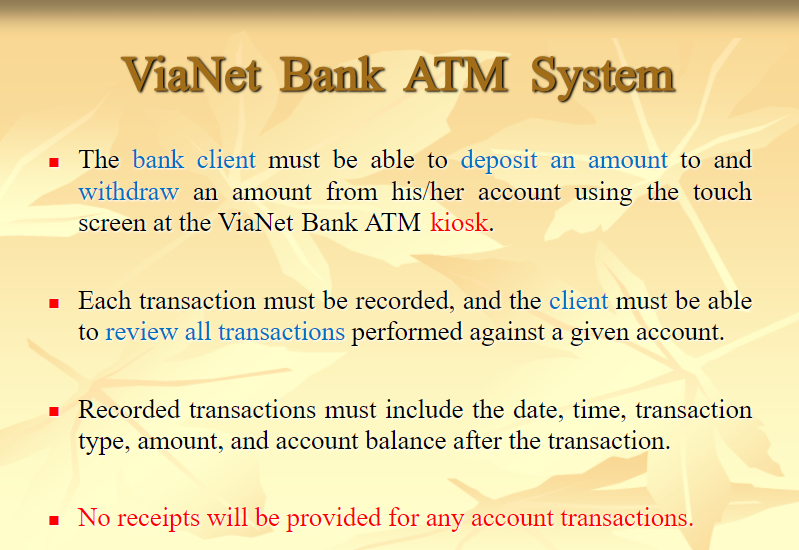 ViaNet Bank ATM System
The bank client must be able to deposit an amount to and
withdraw an amount from his/her account using the touch
screen at the ViaNet Bank ATM kiosk.
Each transaction must be recorded, and the client must be able
to review all transactions performed against a given account.
Recorded transactions must include the date, time, transaction
type, amount, and account balance after the transaction.
No receipts will be provided for any account transactions.